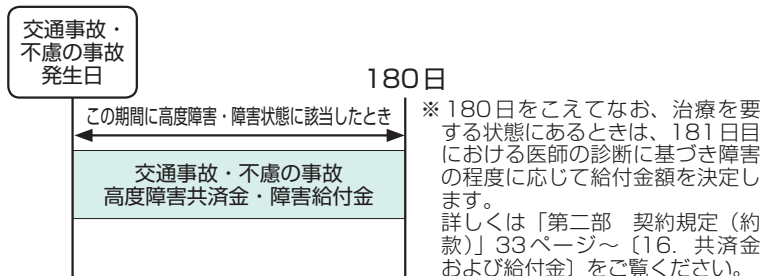 交通事故・
不慮の事故
発生日
180日
この期間に高度障害・障害状態に該当したとき
交通事故・不慮の事故
高度障害共済金・障害給付金
※180日をこえてなお、治療を要
する状態にあるときは、181日目
における医師の診断に基づき障害
の程度に応じて給付金額を決定し
ます。
詳しくは「第二部　契約規定（約
款）」33ページ～〔16．共済金
および給付金〕をご覧ください。